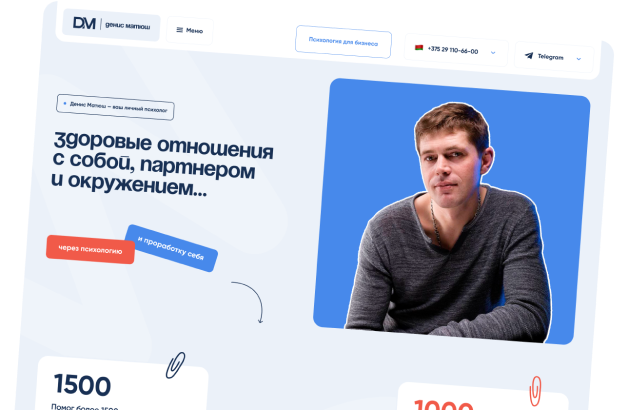 DM | денис матюш
Меню
Психология для бизнеса
+375 29 110-66-00
Telegram
Денис Матюш — ваш личный психолог
Здоровые отношения
с собой, партнером
и окружением...
через психологию
и проработку себя
1500
1000
Помог более 1500